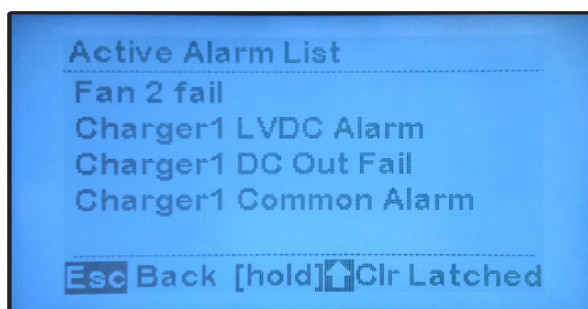 Active Alarm List
Fan 2 fail
Charger1 LVDC Alarm
Charger1 DC Out Fail
Charger1 Common Alarm
Esc Back [hold]⇧Clr Latched